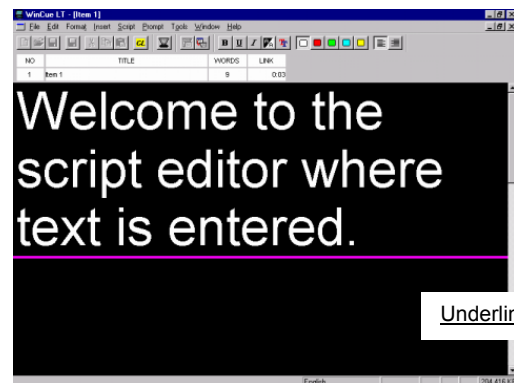 WinCue LT - [Item 1]
File Edit Format Insert Script Prompt Tools Window Help
B U I
NO TITLE WORDS LINK
1 Item 1 9 0:03
Welcome to the
script editor where
text is entered.
Underlin
English